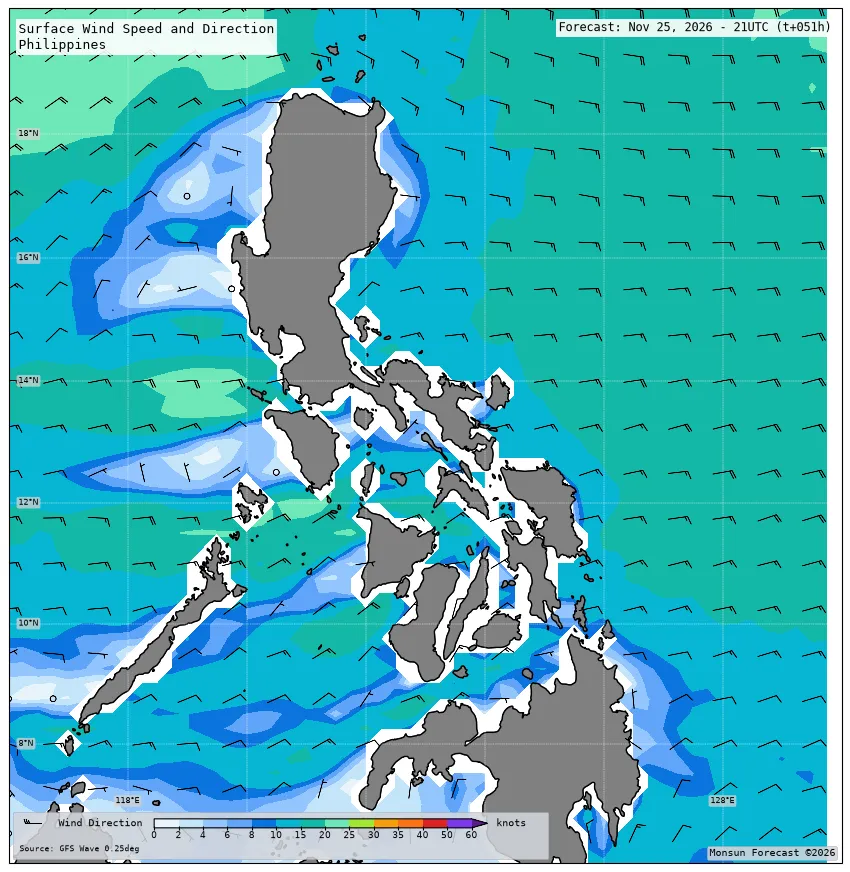 Surface Wind Speed and Direction
Philippines
Forecast: Nov 25, 2026 - 21UTC (t+051h)
18°N
16°N
14°N
12°N
10°N
8°N
118°E
128°E
Wind Direction
knots
0 2 4 6 8 10 15 20 25 30 35 40 50 60
Source: GFS Wave 0.25deg
Monsun Forecast ©2026